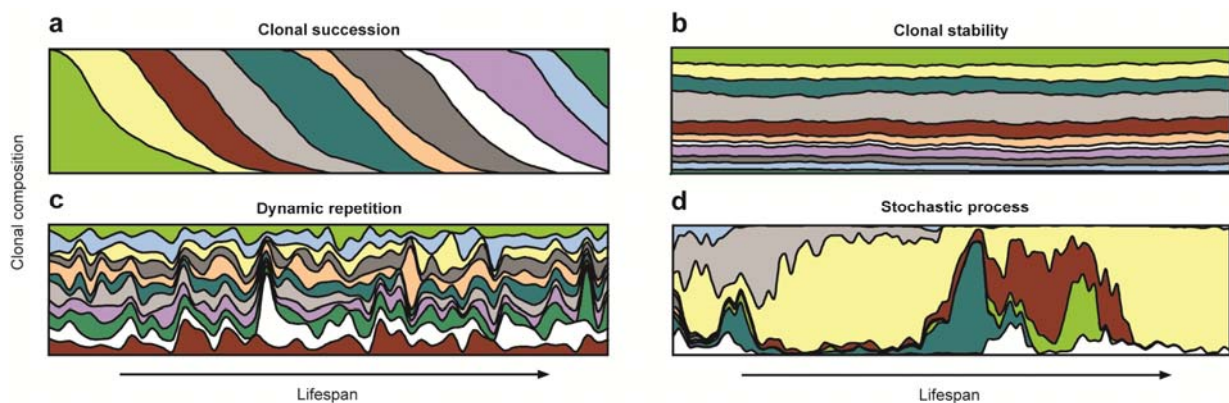 a
Clonal succession
b
Clonal stability
Clonal composition
c
Dynamic repetition
d
Stochastic process
Lifespan
Lifespan